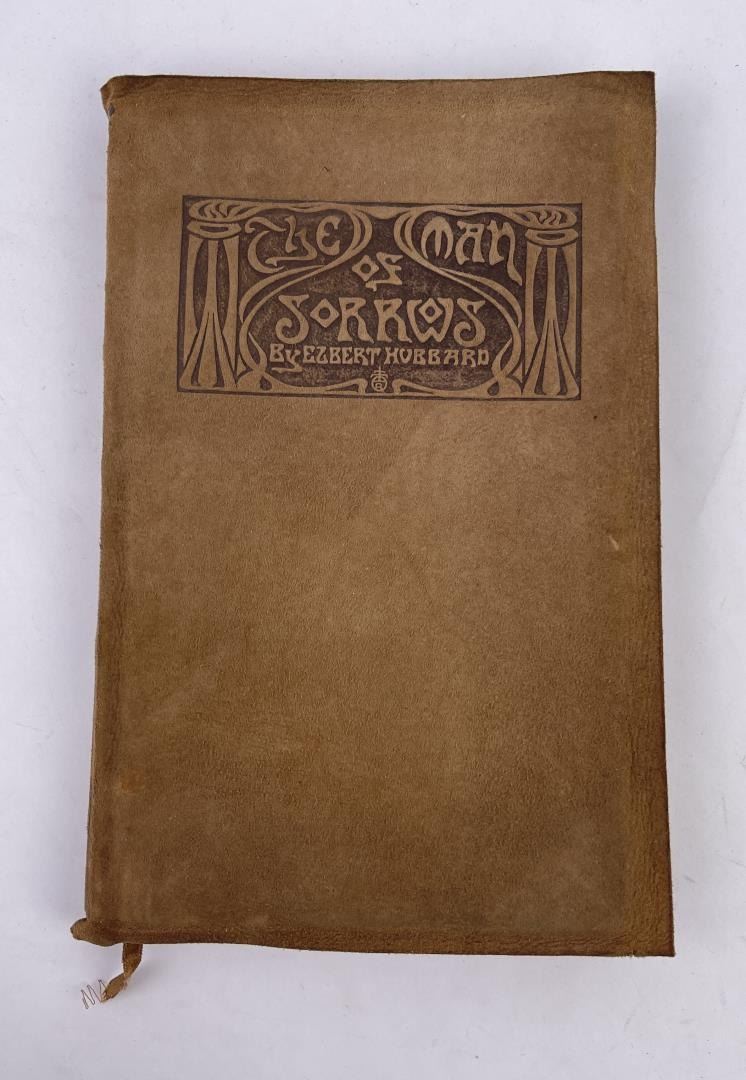 The Man
of
Sorrows
By Elbert Hubbard